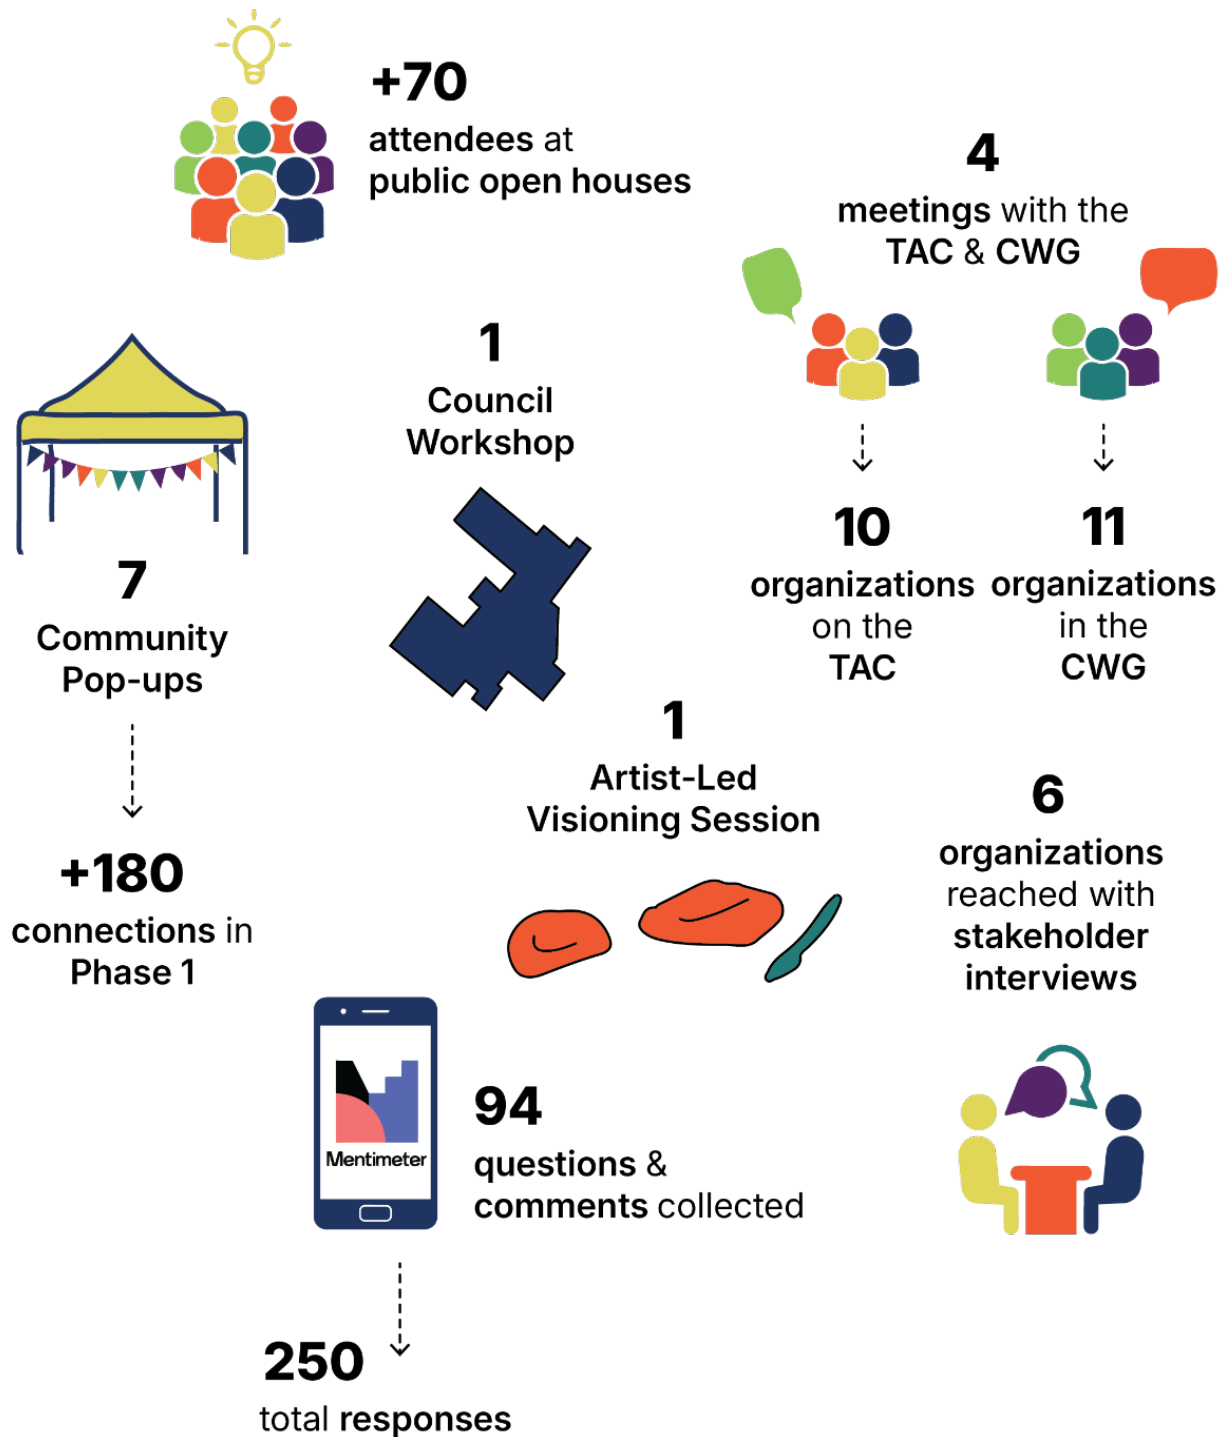 +70
attendees at
public open houses
4
meetings with the
TAC & CWG
10
organizations
on the
TAC
11
organizations
in the
CWG
1
Council
Workshop
7
Community
Pop-ups
+180
connections in
Phase 1
1
Artist-Led
Visioning Session
6
organizations
reached with
stakeholder
interviews
Mentimeter
94
questions &
comments collected
250
total responses